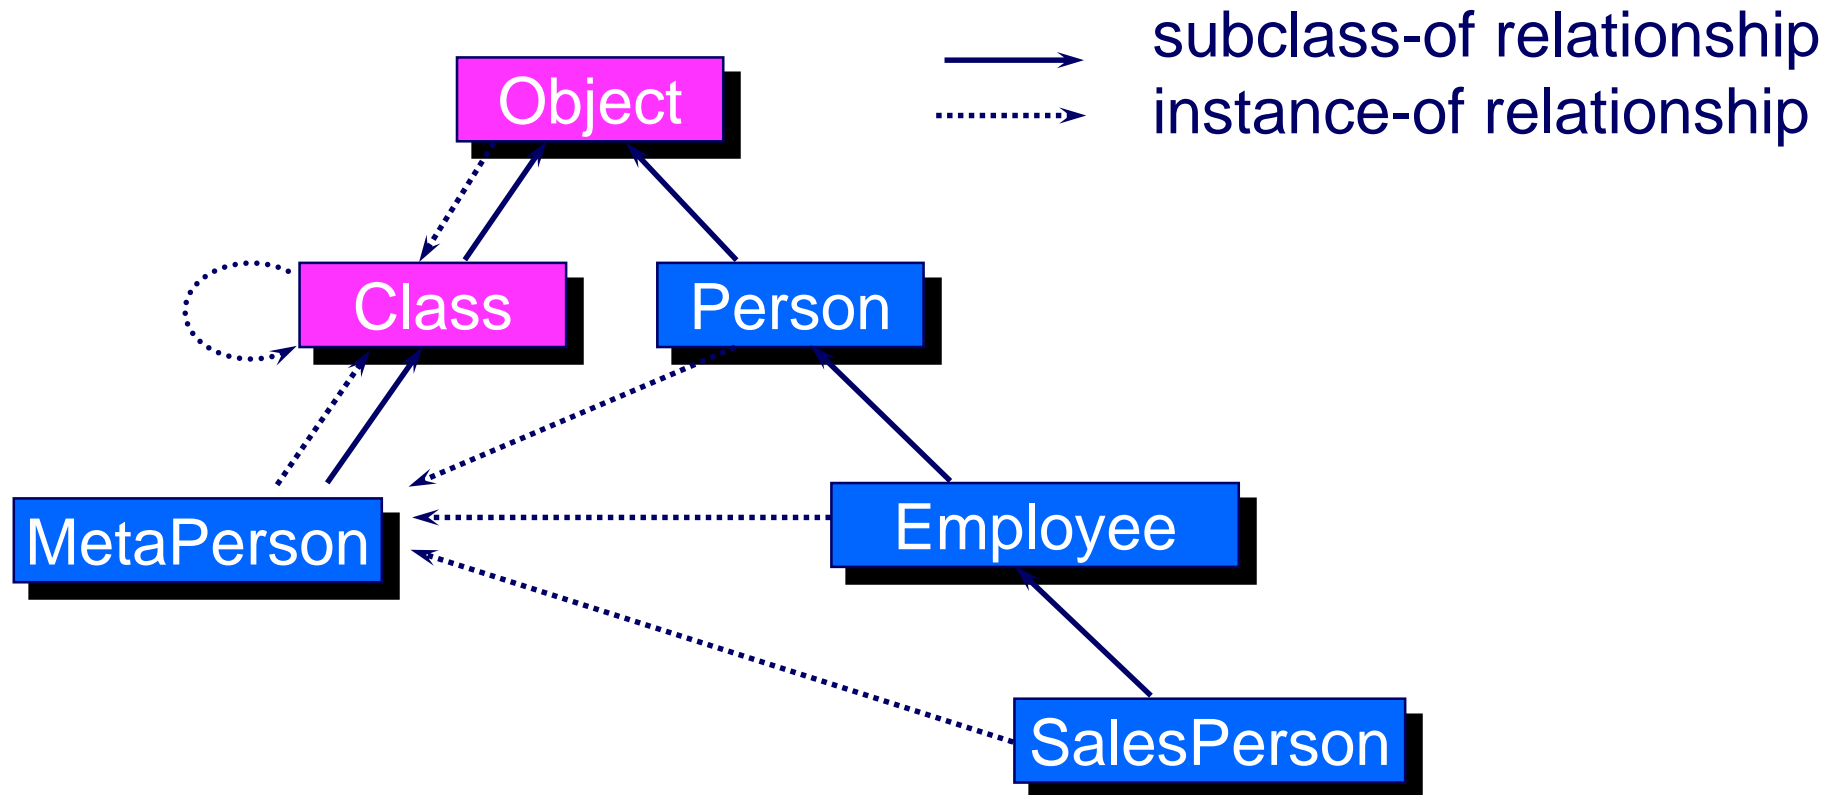 subclass-of relationship
Object
instance-of relationship
Class
Person
MetaPerson
Employee
SalesPerson